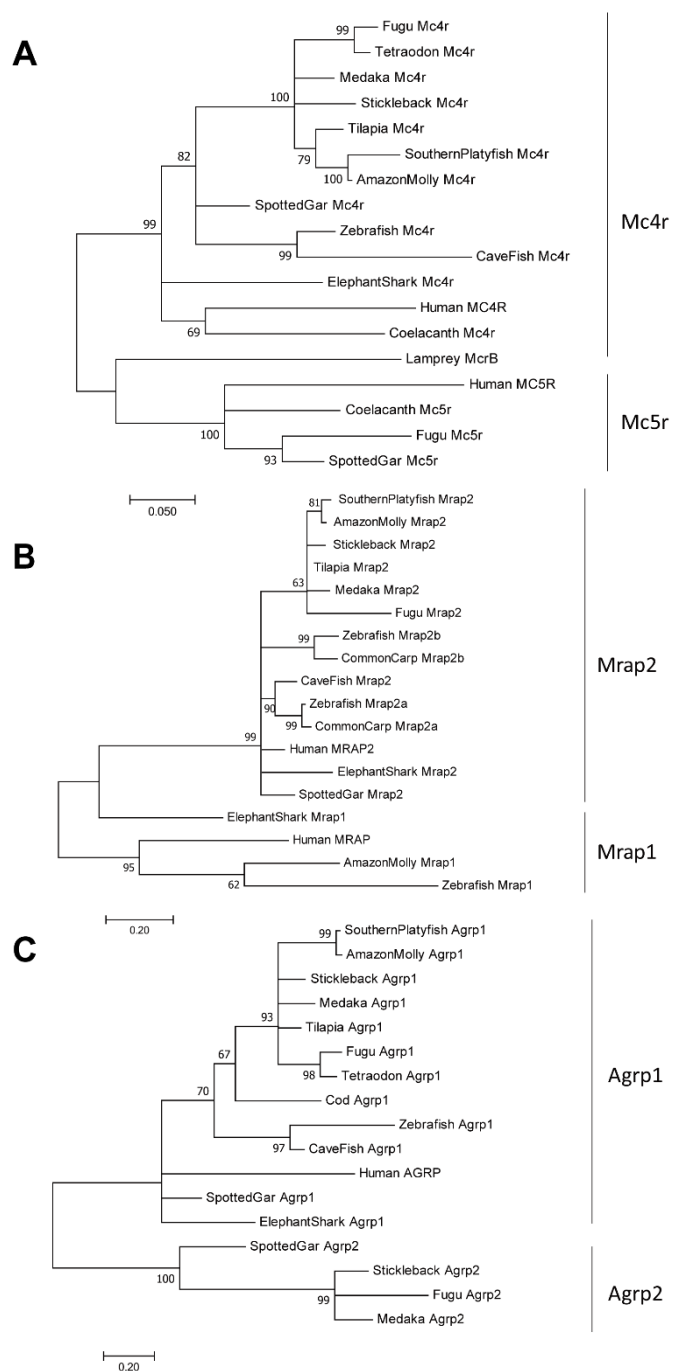 A
99
Fugu Mc4r
Tetraodon Mc4r
Medaka Mc4r
100
Stickleback Mc4r
Tilapia Mc4r
79
SouthernPlatyfish Mc4r
100
AmazonMolly Mc4r
82
SpottedGar Mc4r
Zebrafish Mc4r
99
CaveFish Mc4r
99
ElephantShark Mc4r
Human MC4R
69
Coelacanth Mc4r
Lamprey McrB
Mc4r
Human MC5R
Coelacanth Mc5r
100
Fugu Mc5r
93
SpottedGar Mc5r
Mc5r
0.050
B
81
SouthernPlatyfish Mrap2
AmazonMolly Mrap2
Stickleback Mrap2
Tilapia Mrap2
63
Medaka Mrap2
Fugu Mrap2
99
Zebrafish Mrap2b
CommonCarp Mrap2b
CaveFish Mrap2
90
Zebrafish Mrap2a
99
CommonCarp Mrap2a
99
Human MRAP2
ElephantShark Mrap2
SpottedGar Mrap2
Mrap2
ElephantShark Mrap1
Human MRAP
95
AmazonMolly Mrap1
62
Zebrafish Mrap1
Mrap1
0.20
C
99
SouthernPlatyfish Agrp1
AmazonMolly Agrp1
Stickleback Agrp1
Medaka Agrp1
93
Tilapia Agrp1
Fugu Agrp1
98
Tetraodon Agrp1
67
Cod Agrp1
70
Zebrafish Agrp1
97
CaveFish Agrp1
Human AGRP
SpottedGar Agrp1
ElephantShark Agrp1
Agrp1
SpottedGar Agrp2
100
Stickleback Agrp2
99
Fugu Agrp2
Medaka Agrp2
Agrp2
0.20